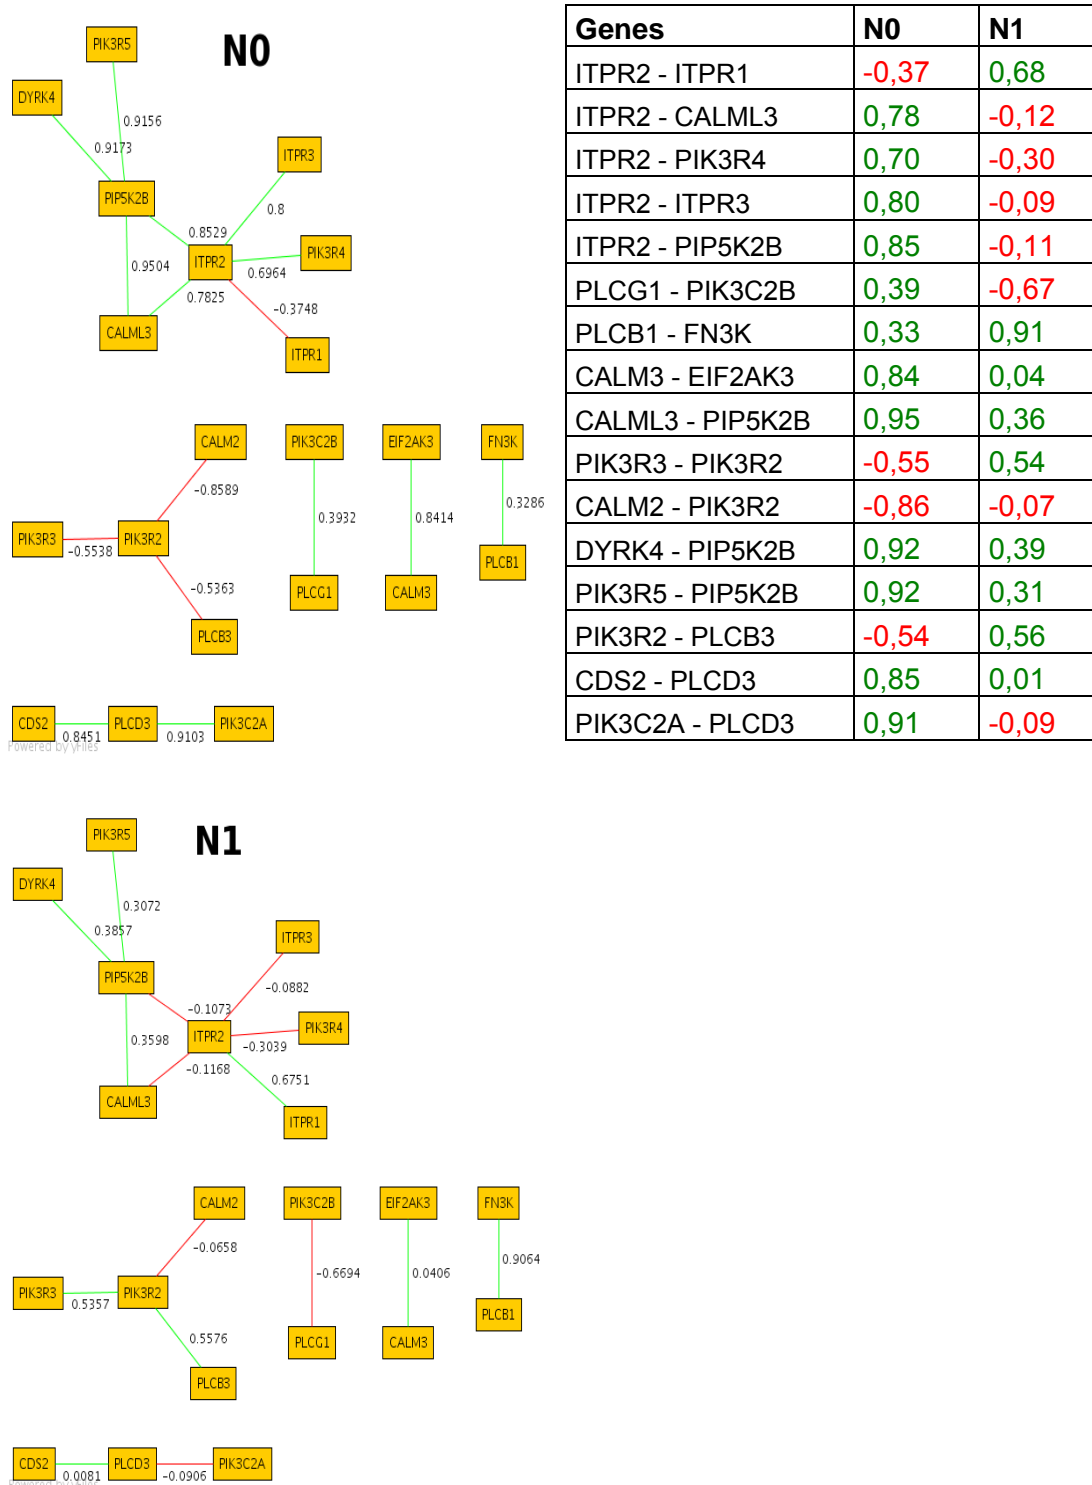 N0
PIK3R5
DYRK4
0.9156
0.9173
ITPR3
PIP5K2B
0.8
0.8529
ITPR2
PIK3R4
0.9504
0.6964
0.7825
-0.3748
CALML3
ITPR1
CALM2
PIK3C2B
EIF2AK3
FN3K
-0.8589
0.3932
0.8414
0.3286
PIK3R3
PIK3R2
-0.5538
PLCB1
-0.5363
PLCG1
CALM3
PLCB3
CDS2
PLCD3
PIK3C2A
0.8451
0.9103
Powered by yFiles
Genes N0 N1
ITPR2 - ITPR1 -0,37 0,68
ITPR2 - CALML3 0,78 -0,12
ITPR2 - PIK3R4 0,70 -0,30
ITPR2 - ITPR3 0,80 -0,09
ITPR2 - PIP5K2B 0,85 -0,11
PLCG1 - PIK3C2B 0,39 -0,67
PLCB1 - FN3K 0,33 0,91
CALM3 - EIF2AK3 0,84 0,04
CALML3 - PIP5K2B 0,95 0,36
PIK3R3 - PIK3R2 -0,55 0,54
CALM2 - PIK3R2 -0,86 -0,07
DYRK4 - PIP5K2B 0,92 0,39
PIK3R5 - PIP5K2B 0,92 0,31
PIK3R2 - PLCB3 -0,54 0,56
CDS2 - PLCD3 0,85 0,01
PIK3C2A - PLCD3 0,91 -0,09
N1
PIK3R5
DYRK4
0.3072
0.3857
ITPR3
PIP5K2B
-0.0882
-0.1073
ITPR2
PIK3R4
0.3598
-0.3039
-0.1168
0.6751
CALML3
ITPR1
CALM2
PIK3C2B
EIF2AK3
FN3K
-0.0658
-0.6694
0.0406
0.9064
PIK3R3
PIK3R2
0.5357
PLCB1
0.5576
PLCG1
CALM3
PLCB3
CDS2
PLCD3
PIK3C2A
0.0081
-0.0906
Powered by yFiles